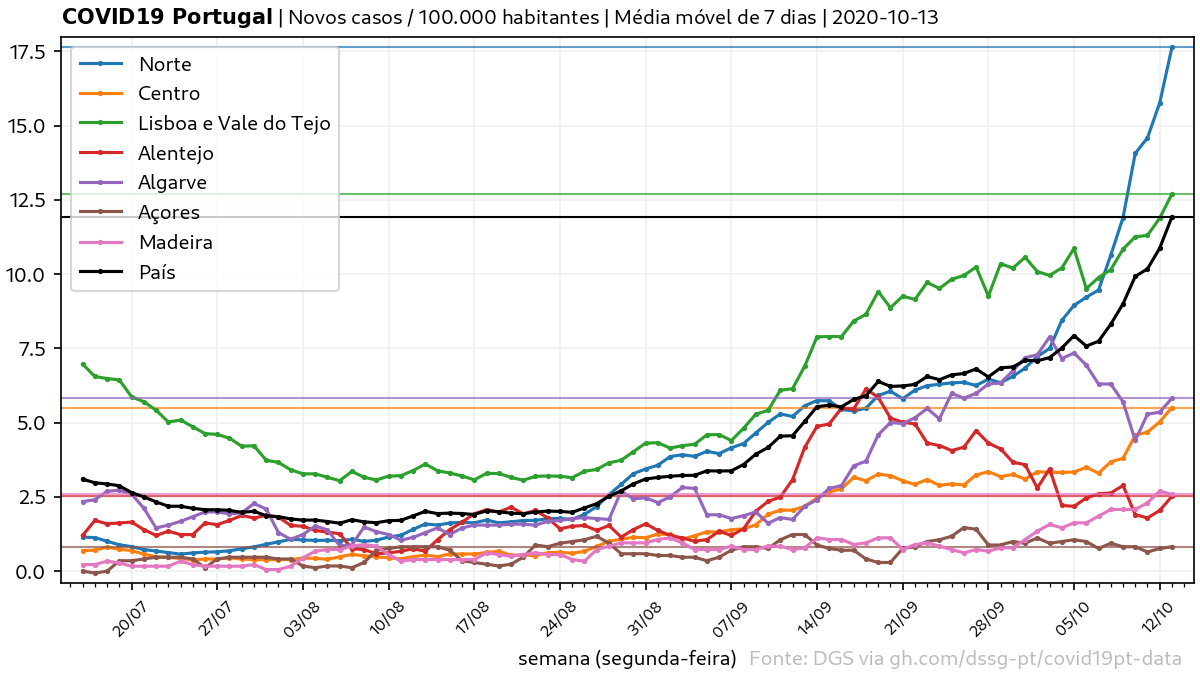 COVID19 Portugal | Novos casos / 100.000 habitantes | Média móvel de 7 dias | 2020-10-13
17.5
15.0
12.5
10.0
7.5
5.0
2.5
0.0
Norte
Centro
Lisboa e Vale do Tejo
Alentejo
Algarve
Açores
Madeira
País
20/07 27/07 03/08 10/08 17/08 24/08 31/08 07/09 14/09 21/09 28/09 05/10 12/10
semana (segunda-feira) Fonte: DGS via gh.com/dssg-pt/covid19pt-data